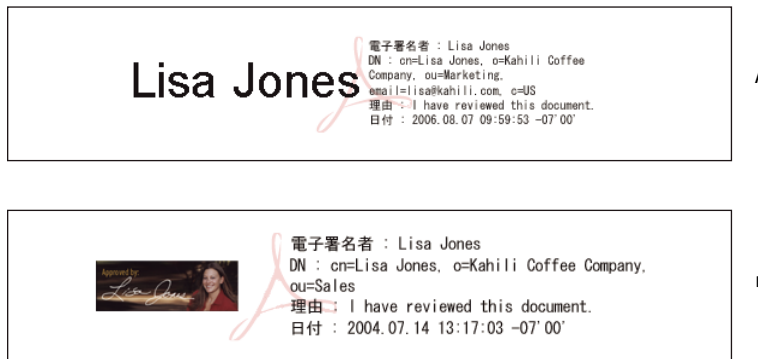 Lisa Jones
電子署名者 : Lisa Jones
DN : cn=Lisa Jones, o=Kahili Coffee
Company, ou=Marketing,
email=lisa@kahili.com, c=US
理由 : I have reviewed this document.
日付 : 2006.08.07 09:59:53 -07'00'
Approved by:
Lisa Jones
電子署名者 : Lisa Jones
DN : cn=Lisa Jones, o=Kahili Coffee Company,
ou=Sales
理由 : I have reviewed this document.
日付 : 2004.07.14 13:17:03 -07'00'